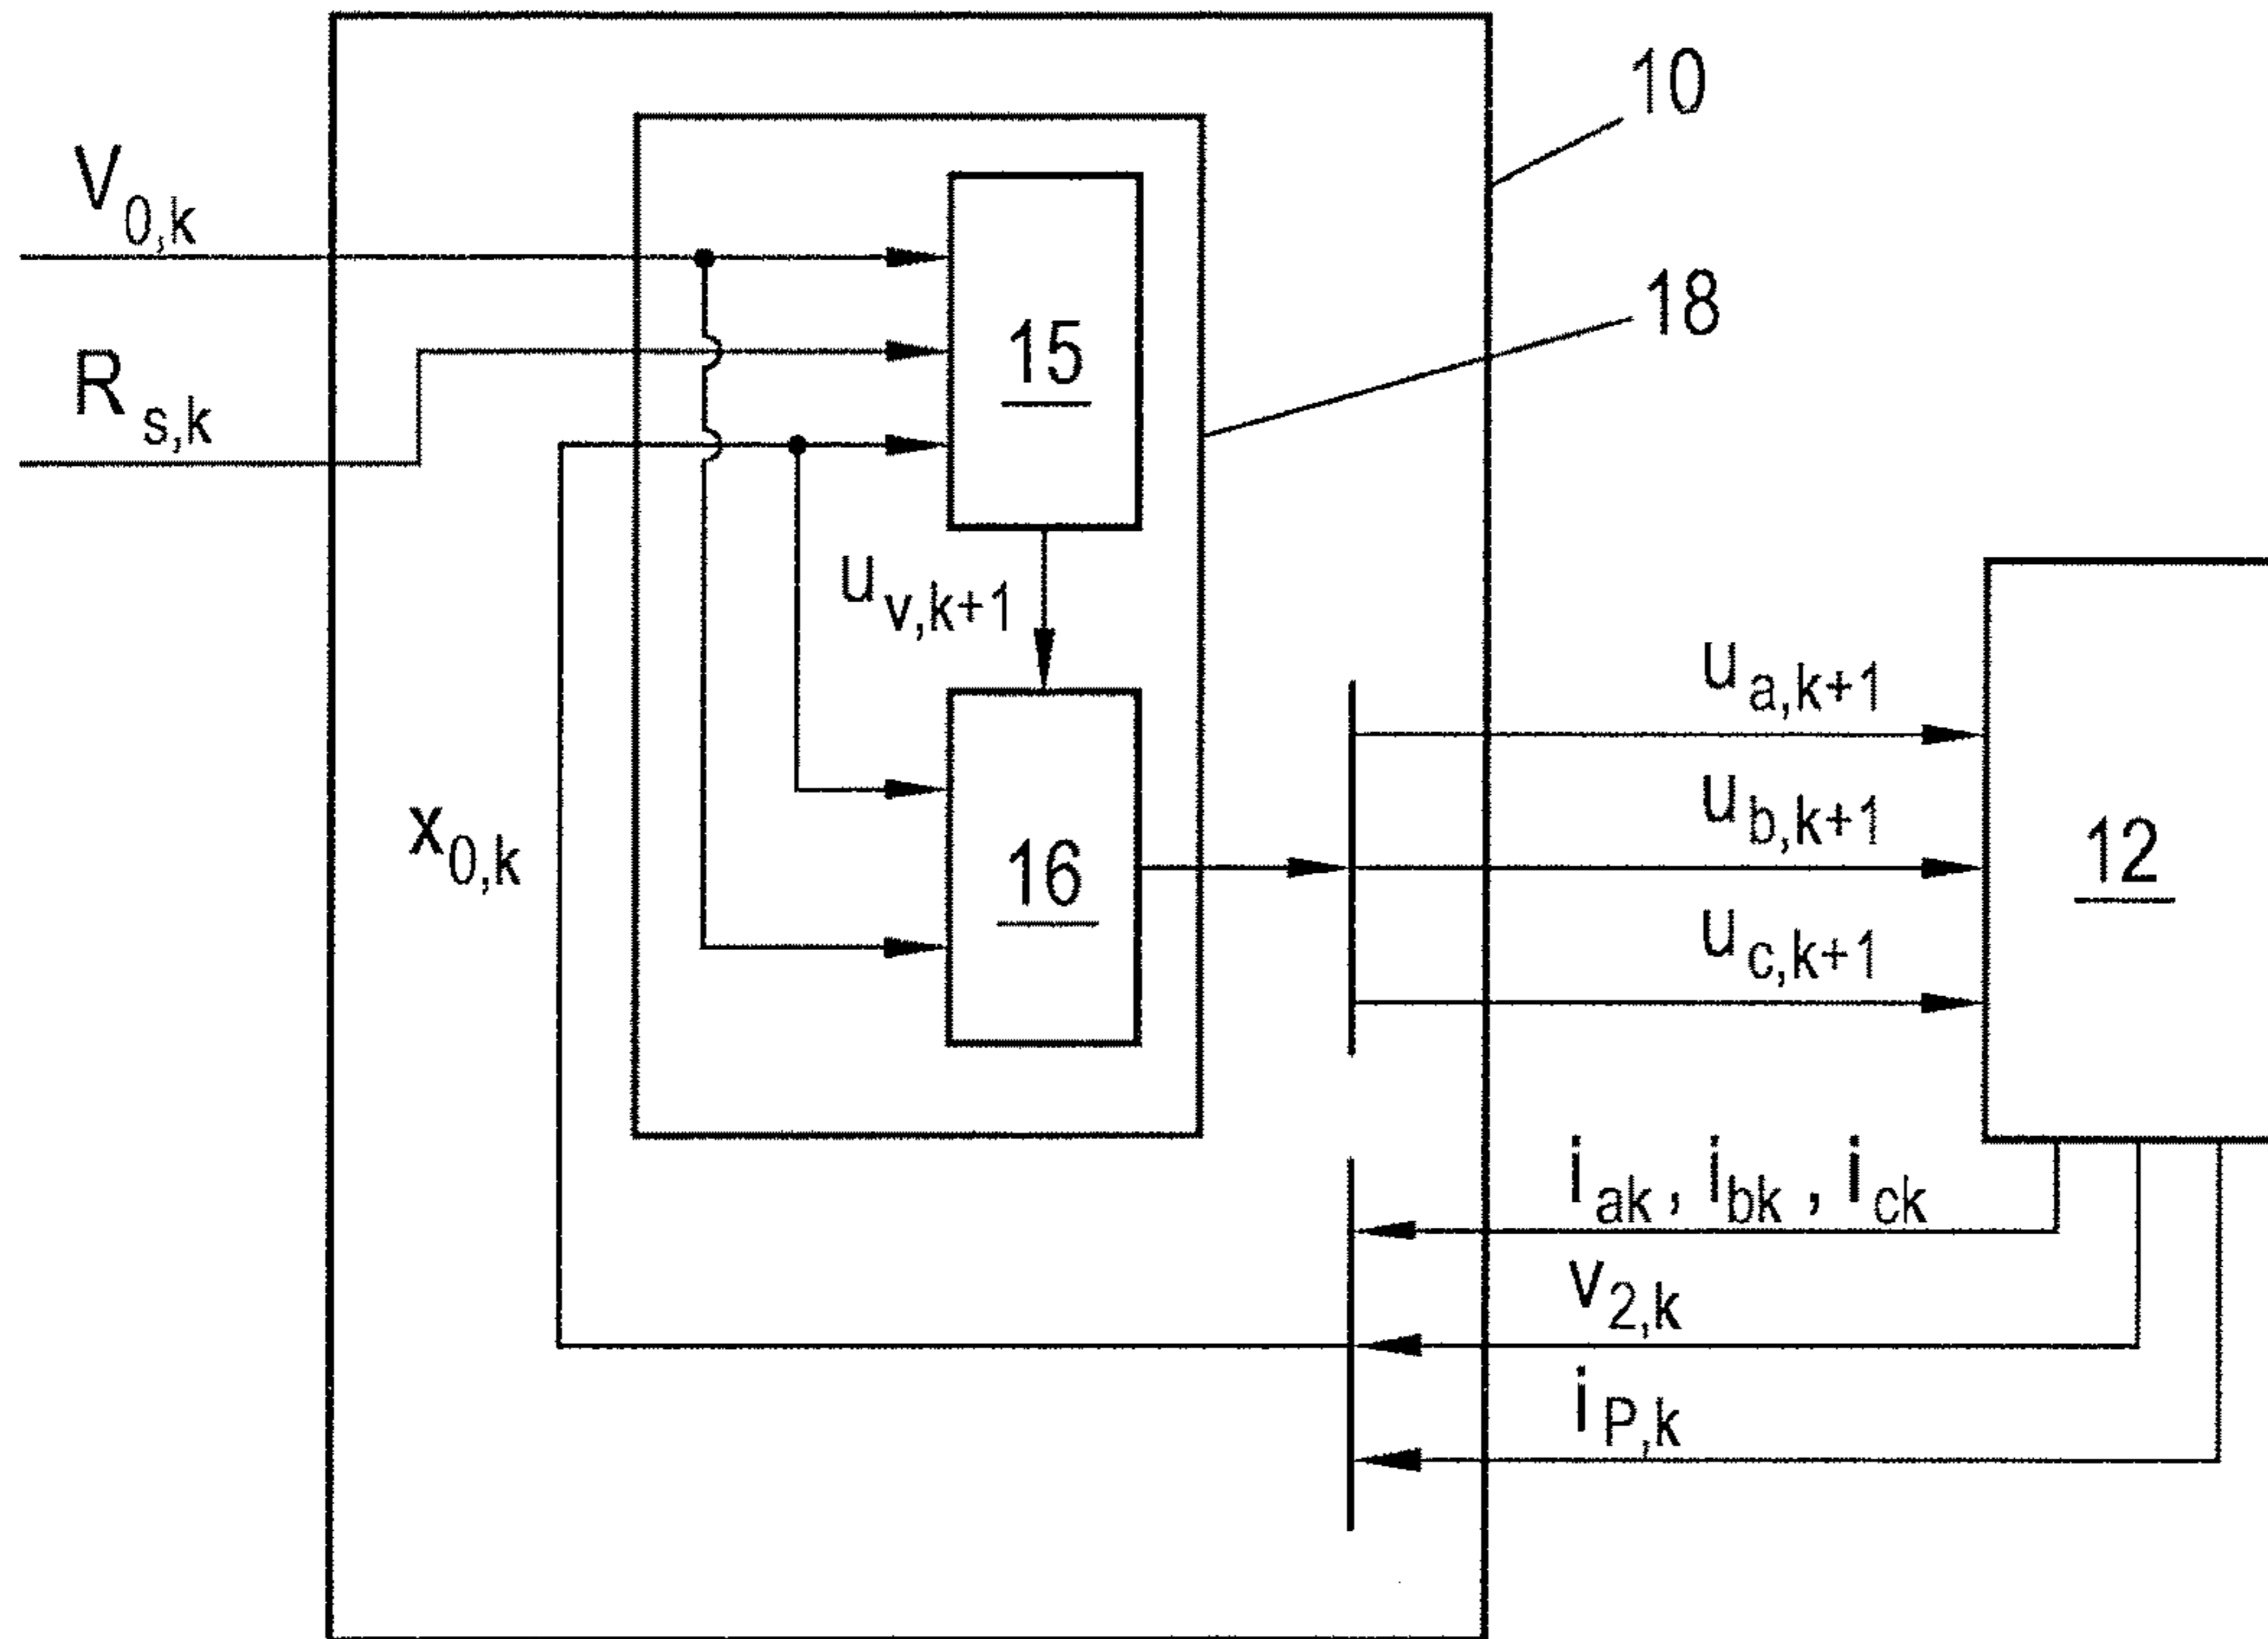 10
V0,k
18
15
Rs,k
uv,k+1
ua,k+1
ub,k+1
x0,k
16
12
uc,k+1
iak , ibk , ick
v2,k
iP,k